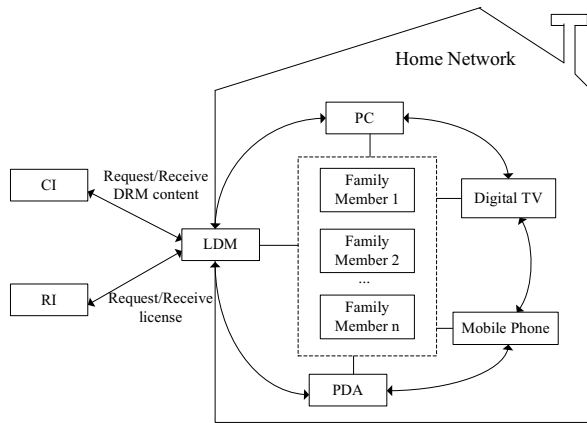 Home Network
PC
Request/Receive
DRM content
CI
Family
Member 1
Digital TV
LDM
Family
Member 2
...
RI
Request/Receive
license
Family
Member n
Mobile Phone
PDA